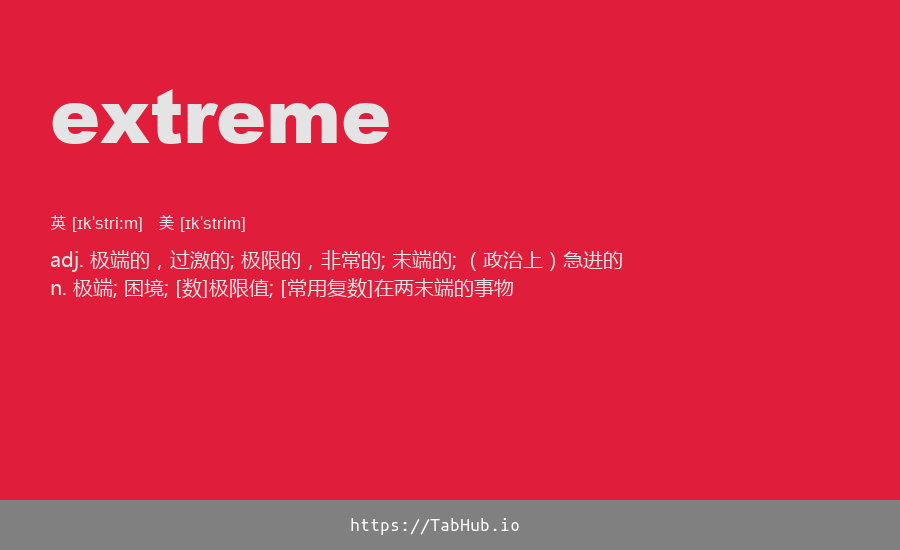 extreme
英 [ɪkˈstriːm] 美 [ɪkˈstrim]
adj. 极端的，过激的; 极限的，非常的; 末端的; （政治上）急进的
n. 极端; 困境; [数]极限值; [常用复数]在两末端的事物
https://TabHub.io